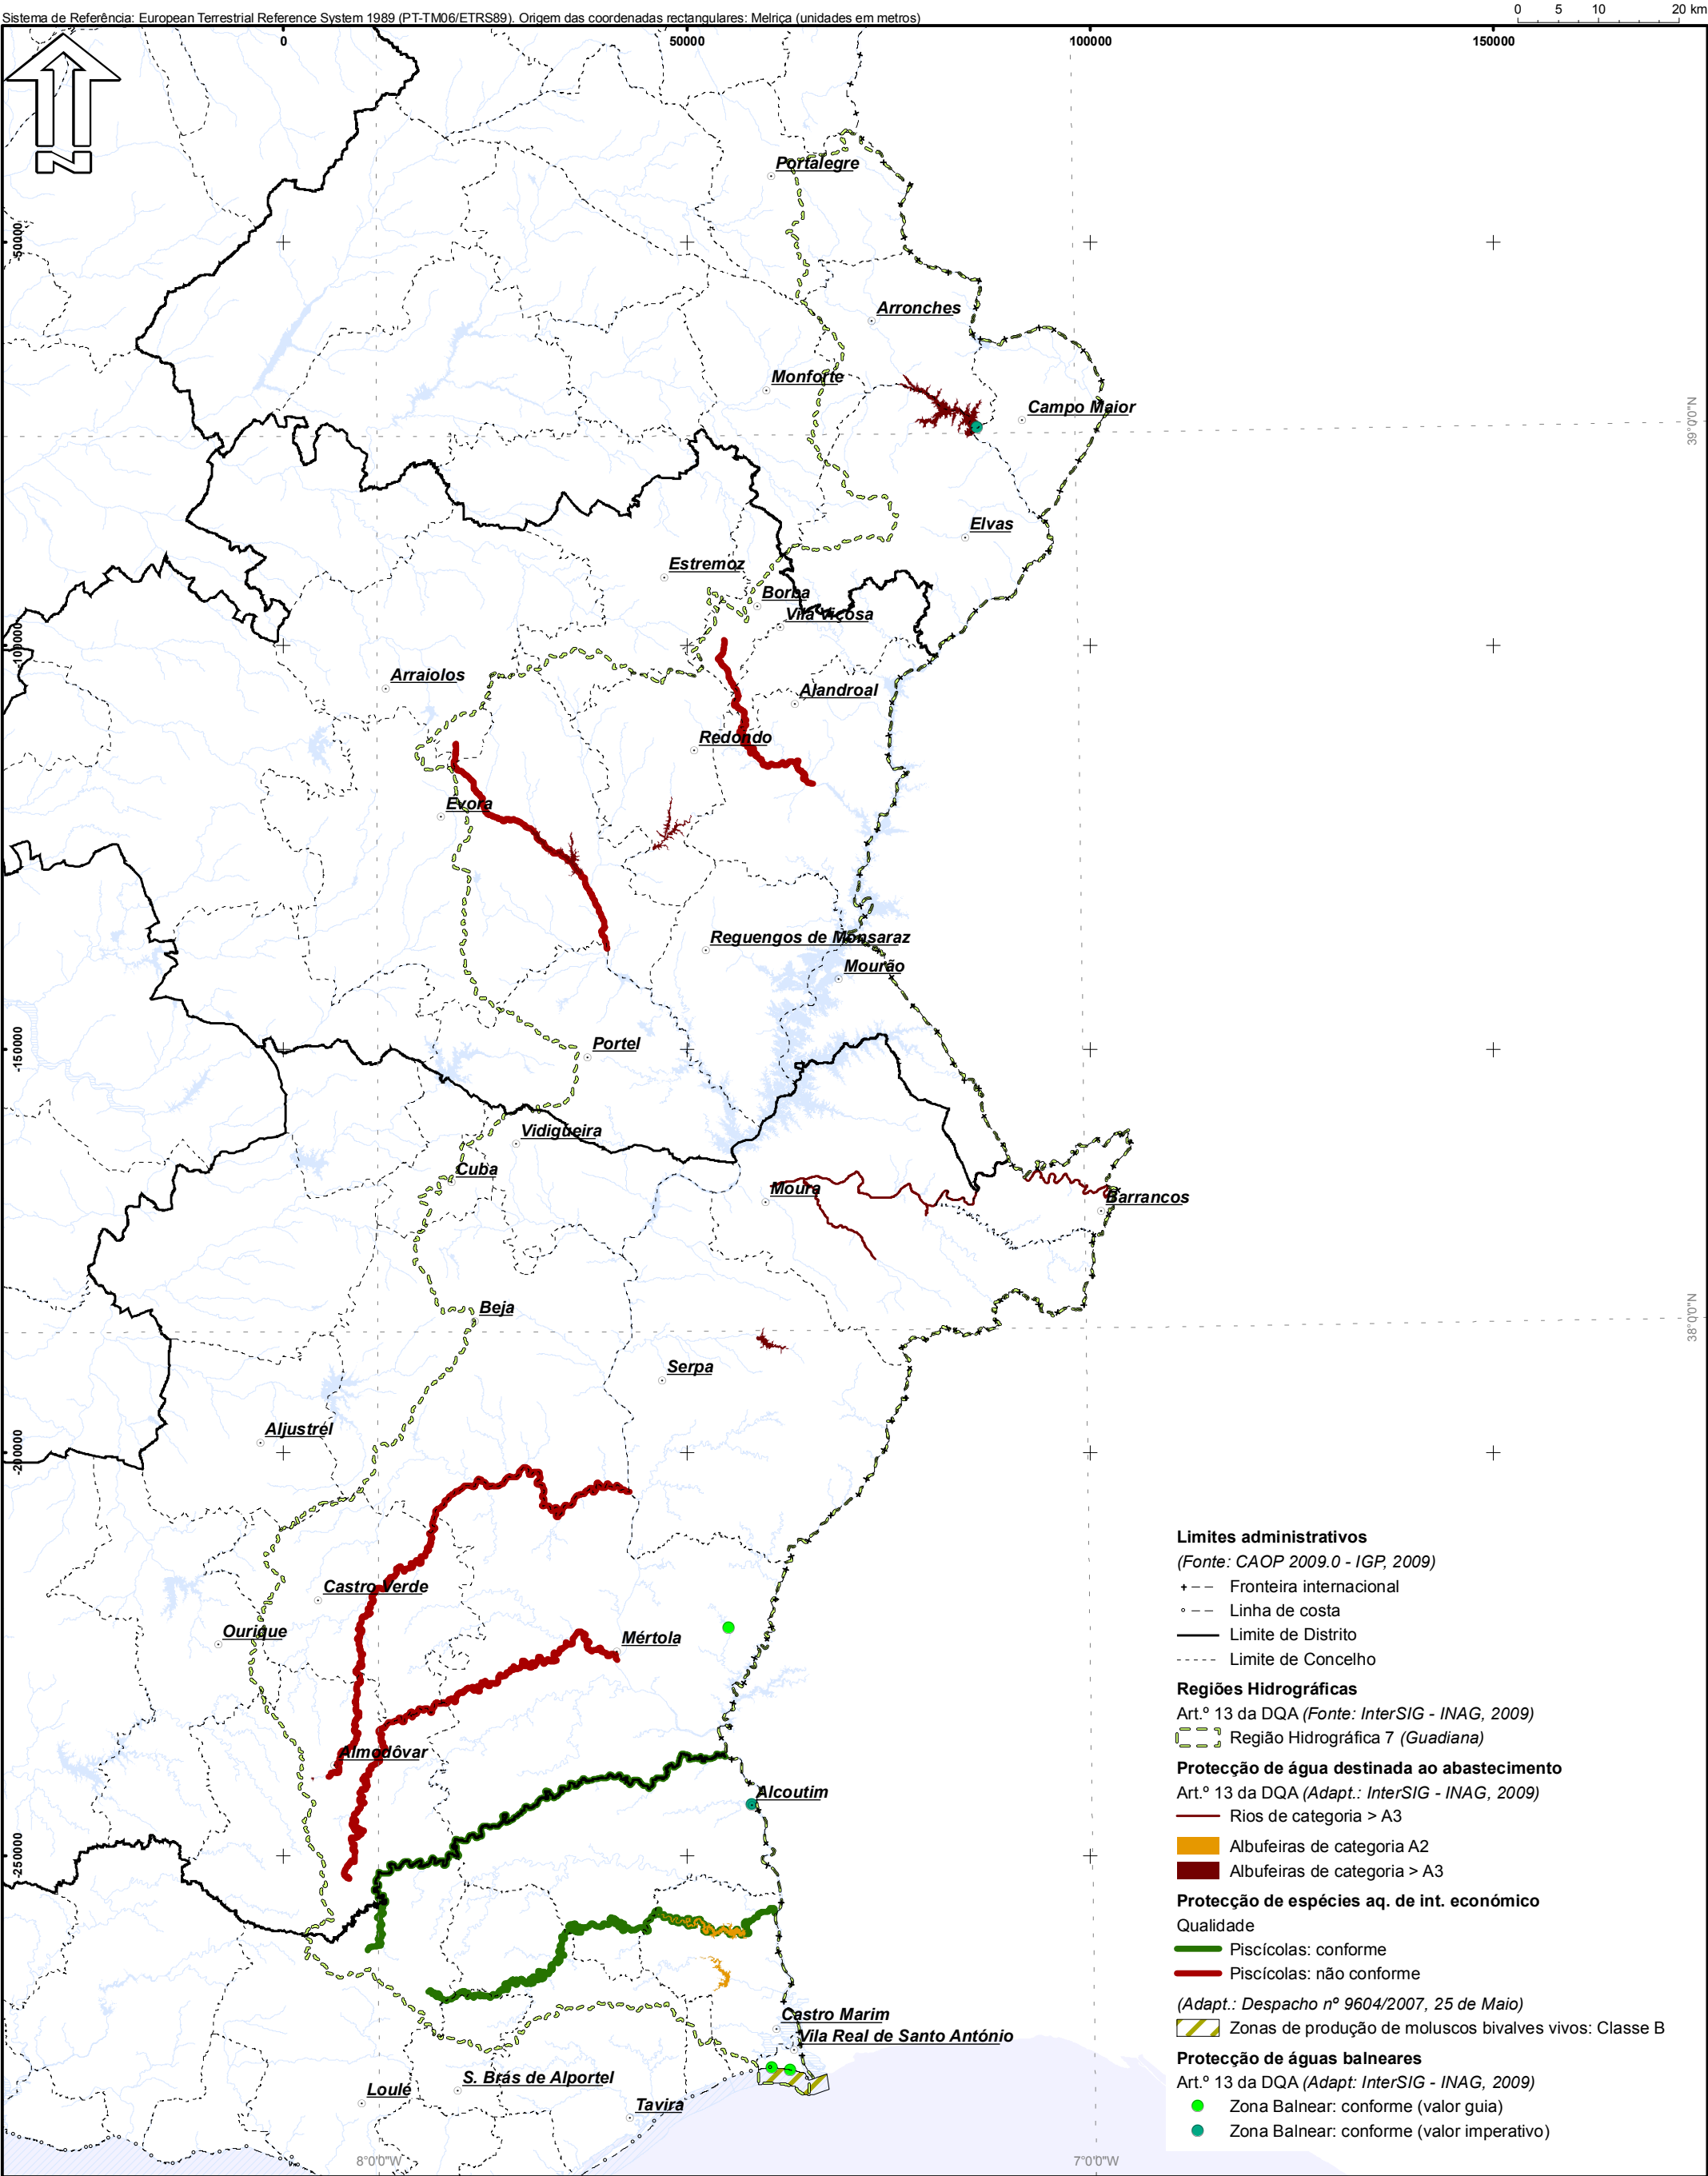 Sistema de Referência: European Terrestrial Reference System 1989 (PT-TM06/ETRS89). Origem das coordenadas rectangulares: Melriça (unidades em metros)
0 5 10 20 km
0 50000 100000 150000
N
Portalegre
-50000
Arronches
Monforte
Campo Maior
39°0'0"N
Elvas
Estremoz
Borba
Vila Viçosa
-100000
Arraiolos
Alandroal
Redondo
Évora
Reguengos de Monsaraz
Mourão
-150000
Portel
Vidigueira
Cuba
Moura
Barrancos
Beja
38°0'0"N
Serpa
Aljustrel
-200000
Castro Verde
Ourique
Mértola
Almodôvar
Alcoutim
-250000
Castro Marim
Vila Real de Santo António
S. Brás de Alportel
Loulé
Tavira
8°0'0"W
7°0'0"W
Limites administrativos
(Fonte: CAOP 2009.0 - IGP, 2009)
Fronteira internacional
Linha de costa
Limite de Distrito
Limite de Concelho
Regiões Hidrográficas
Art.º 13 da DQA (Fonte: InterSIG - INAG, 2009)
Região Hidrográfica 7 (Guadiana)
Protecção de água destinada ao abastecimento
Art.º 13 da DQA (Adapt.: InterSIG - INAG, 2009)
Rios de categoria > A3
Albufeiras de categoria A2
Albufeiras de categoria > A3
Protecção de espécies aq. de int. económico
Qualidade
Piscícolas: conforme
Piscícolas: não conforme
(Adapt.: Despacho nº 9604/2007, 25 de Maio)
Zonas de produção de moluscos bivalves vivos: Classe B
Protecção de águas balneares
Art.º 13 da DQA (Adapt: InterSIG - INAG, 2009)
Zona Balnear: conforme (valor guia)
Zona Balnear: conforme (valor imperativo)